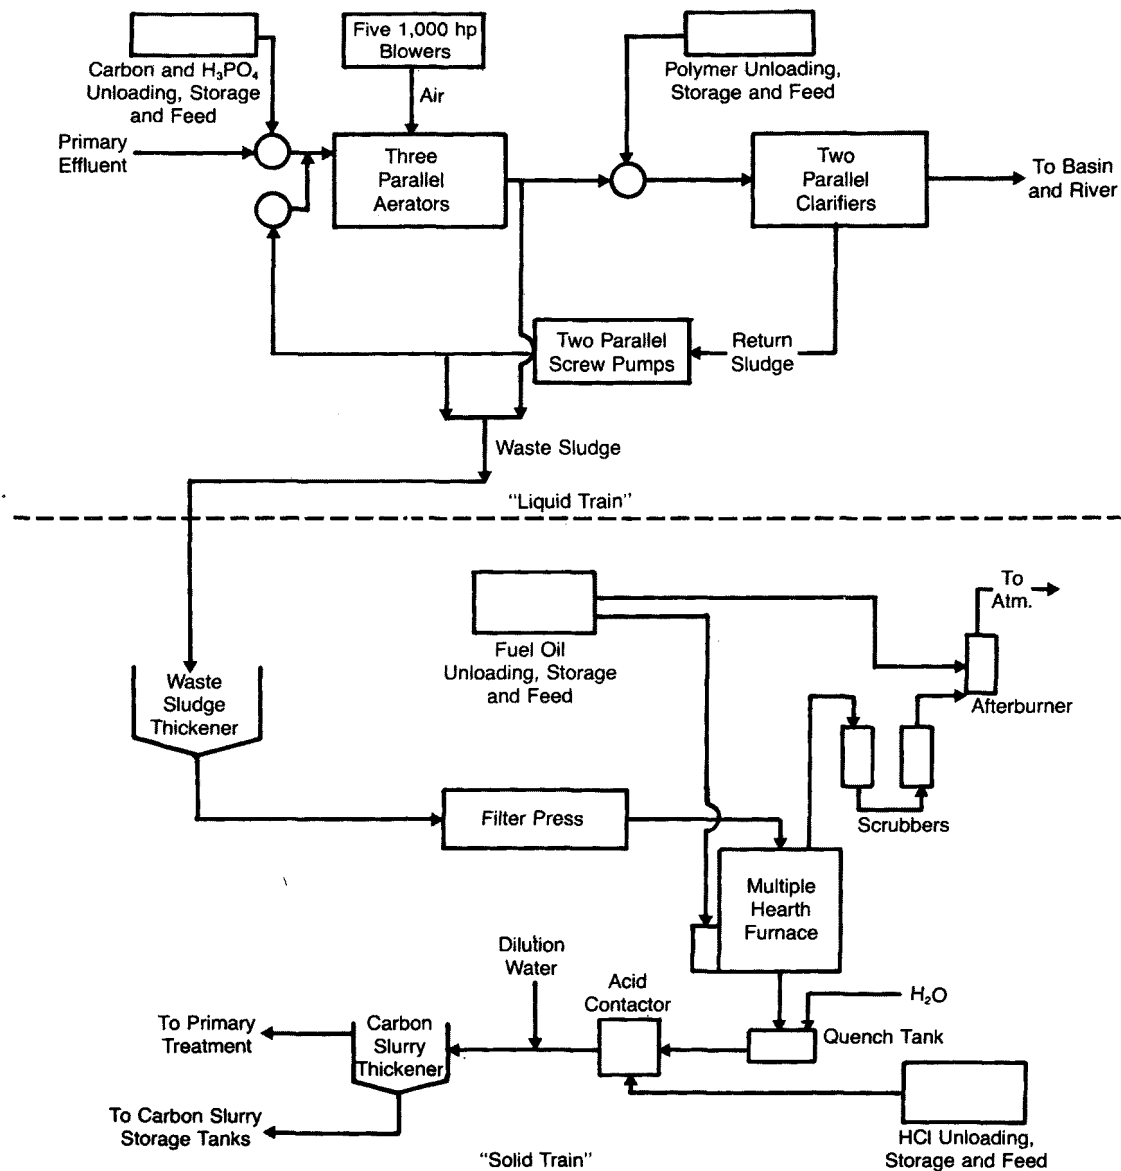 Five 1,000 hp
Blowers
Carbon and H₃PO₄
Unloading, Storage
and Feed
Air
Polymer Unloading,
Storage and Feed
Primary
Effluent
Three
Parallel
Aerators
Two
Parallel
Clarifiers
To Basin
and River
Two Parallel
Screw Pumps
Return
Sludge
Waste Sludge
"Liquid Train"
To
Atm.
Fuel Oil
Unloading, Storage
and Feed
Waste
Sludge
Thickener
Afterburner
Filter Press
Scrubbers
Multiple
Hearth
Furnace
Dilution
Water
Acid
Contactor
H₂O
Quench Tank
To Primary
Treatment
Carbon
Slurry
Thickener
To Carbon Slurry
Storage Tanks
HCl Unloading,
Storage and Feed
"Solid Train"